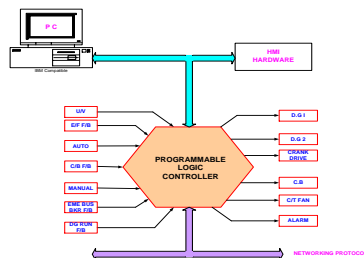 P C
IBM Compatible
HMI
HARDWARE
U/V
E/F F/B
AUTO
C/B F/B
MANUAL
EME BUS
BKR F/B
DG RUN
F/B
PROGRAMMABLE
LOGIC
CONTROLLER
D.G 1
D.G 2
CRANK
DRIVE
C.B
C/T FAN
ALARM
NETWORKING PROTOCO